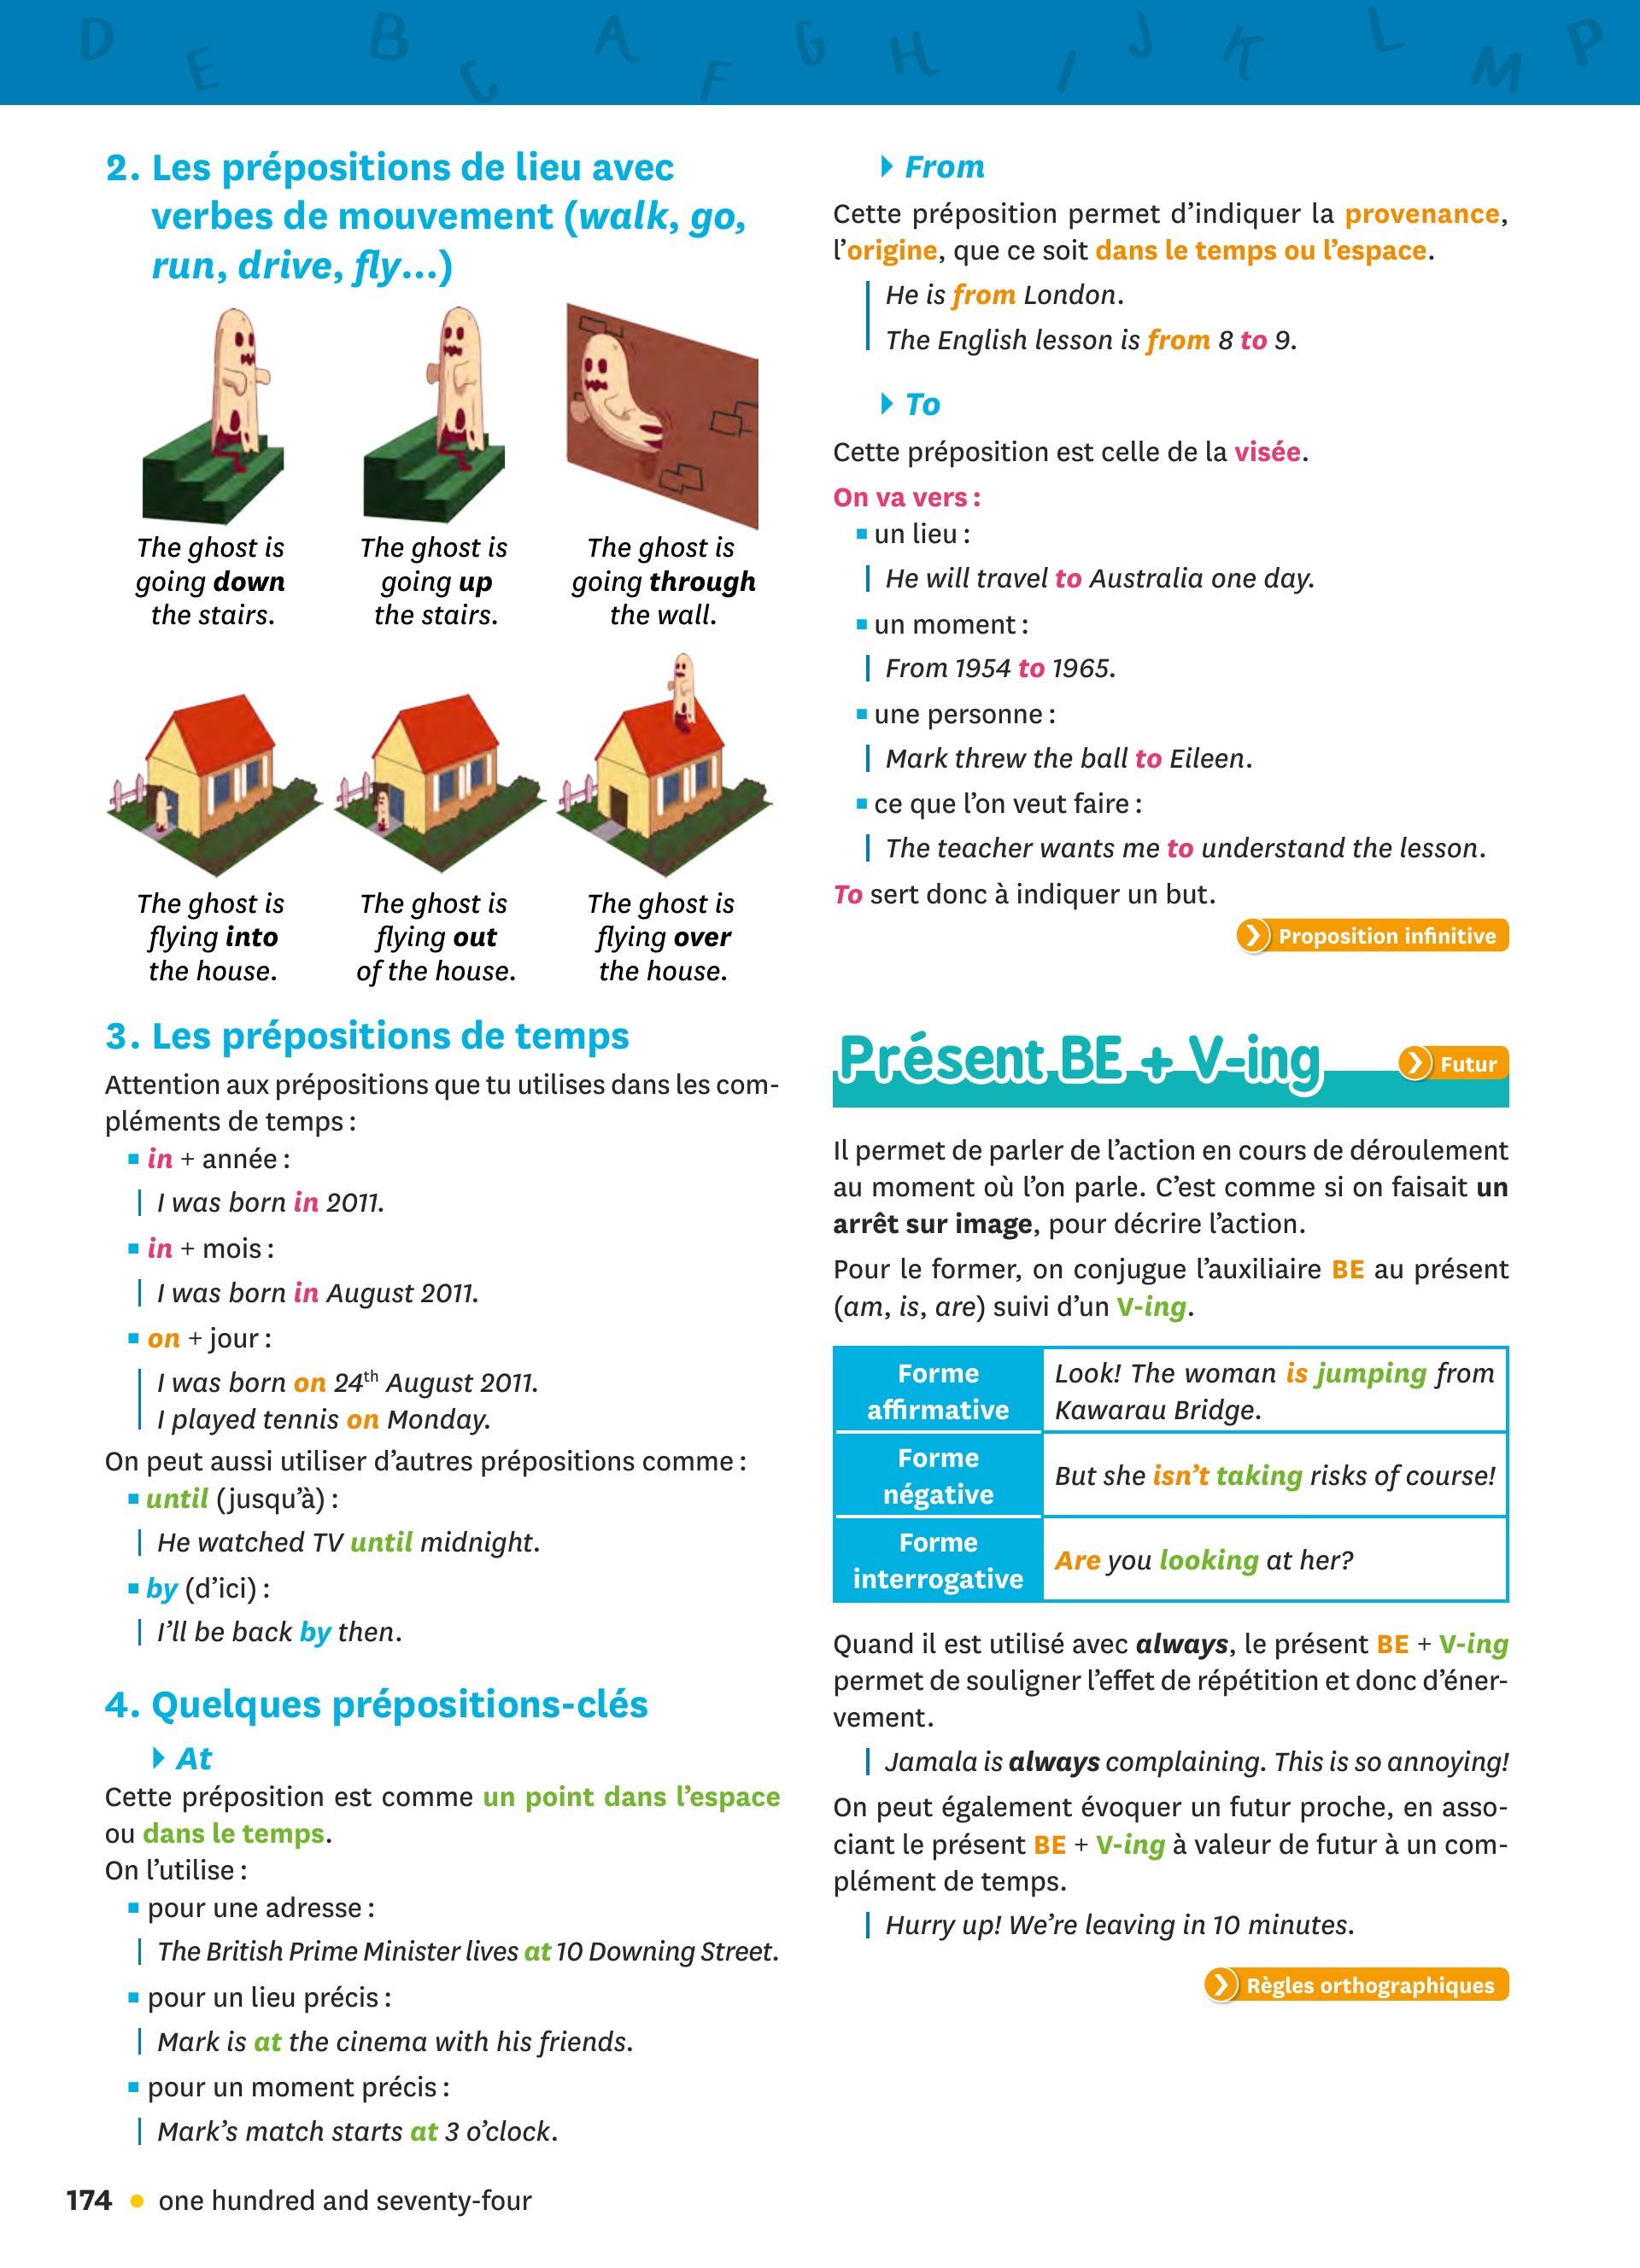 D E B C A F G H I J K L M P
2. Les prépositions de lieu avec
verbes de mouvement (walk, go,
run, drive, fly…)
The ghost is
going down
the stairs.
The ghost is
going up
the stairs.
The ghost is
going through
the wall.
The ghost is
flying into
the house.
The ghost is
flying out
of the house.
The ghost is
flying over
the house.
3. Les prépositions de temps
Attention aux prépositions que tu utilises dans les com-
pléments de temps :
in + année :
I was born in 2011.
in + mois :
I was born in August 2011.
on + jour :
I was born on 24th August 2011.
I played tennis on Monday.
On peut aussi utiliser d’autres prépositions comme :
until (jusqu’à) :
He watched TV until midnight.
by (d’ici) :
I’ll be back by then.
4. Quelques prépositions-clés
At
Cette préposition est comme un point dans l’espace
ou dans le temps.
On l’utilise :
pour une adresse :
The British Prime Minister lives at 10 Downing Street.
pour un lieu précis :
Mark is at the cinema with his friends.
pour un moment précis :
Mark’s match starts at 3 o’clock.
From
Cette préposition permet d’indiquer la provenance,
l’origine, que ce soit dans le temps ou l’espace.
He is from London.
The English lesson is from 8 to 9.
To
Cette préposition est celle de la visée.
On va vers :
un lieu :
He will travel to Australia one day.
un moment :
From 1954 to 1965.
une personne :
Mark threw the ball to Eileen.
ce que l’on veut faire :
The teacher wants me to understand the lesson.
To sert donc à indiquer un but.
Proposition infinitive
Présent BE + V-ing
Futur
Il permet de parler de l’action en cours de déroulement
au moment où l’on parle. C’est comme si on faisait un
arrêt sur image, pour décrire l’action.
Pour le former, on conjugue l’auxiliaire BE au présent
(am, is, are) suivi d’un V-ing.
Forme
affirmative
Look! The woman is jumping from
Kawarau Bridge.
Forme
négative
But she isn’t taking risks of course!
Forme
interrogative
Are you looking at her?
Quand il est utilisé avec always, le présent BE + V-ing
permet de souligner l’effet de répétition et donc d’éner-
vement.
Jamala is always complaining. This is so annoying!
On peut également évoquer un futur proche, en asso-
ciant le présent BE + V-ing à valeur de futur à un com-
plément de temps.
Hurry up! We’re leaving in 10 minutes.
Règles orthographiques
174 • one hundred and seventy-four